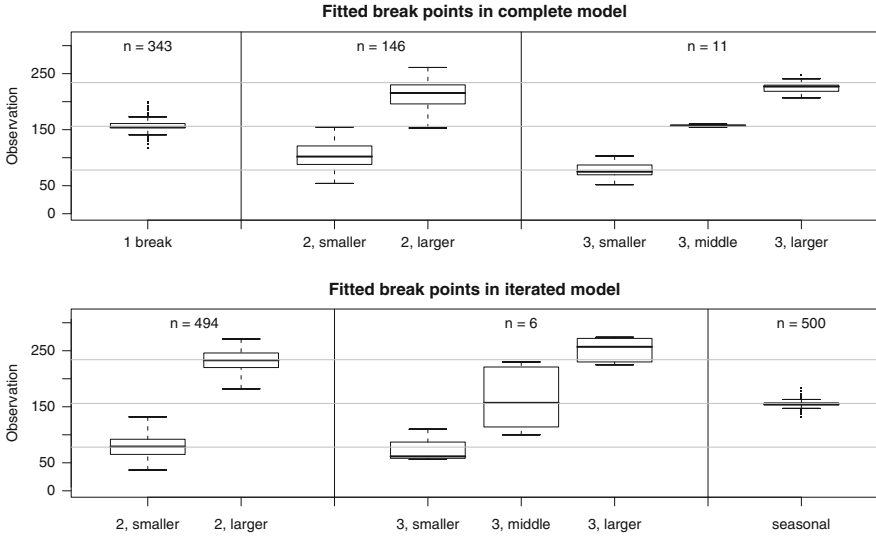 Fitted break points in complete model
n = 343
n = 146
n = 11
Observation
250
150
50
0
1 break
2, smaller
2, larger
3, smaller
3, middle
3, larger
Fitted break points in iterated model
n = 494
n = 6
n = 500
Observation
250
150
50
0
2, smaller
2, larger
3, smaller
3, middle
3, larger
seasonal